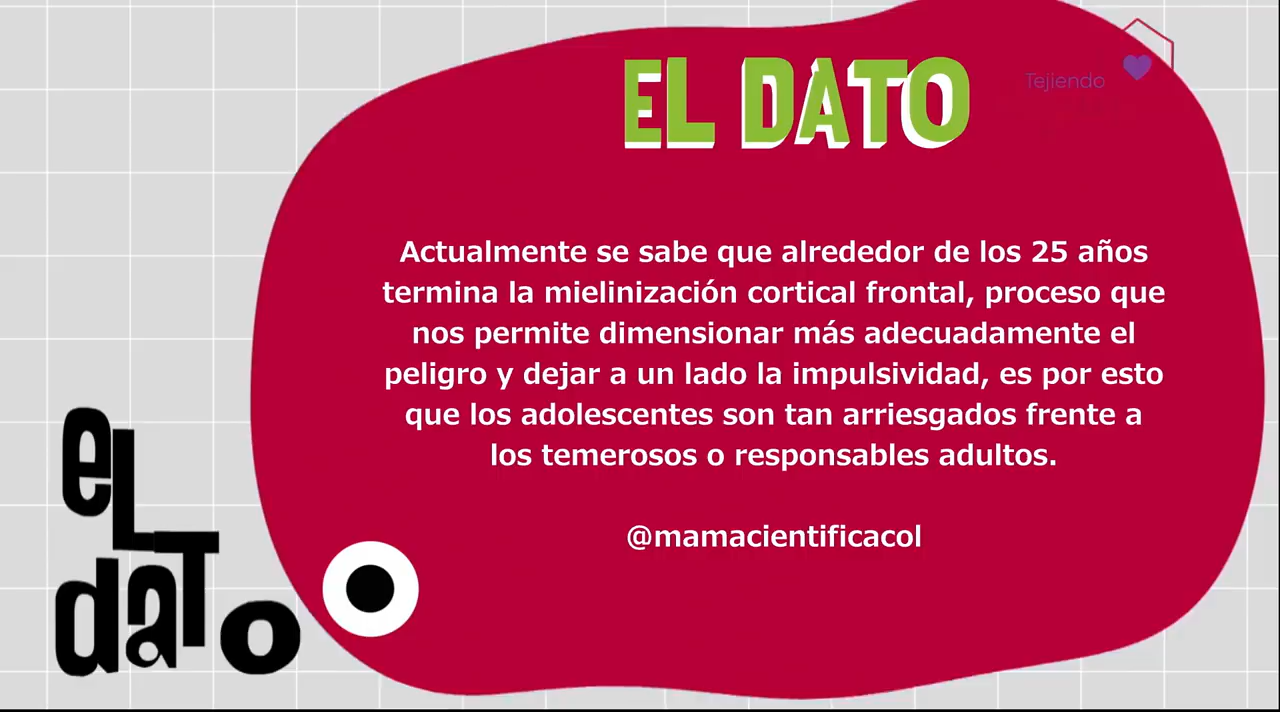 EL DATO
Tejiendo
Actualmente se sabe que alrededor de los 25 años
termina la mielinización cortical frontal, proceso que
nos permite dimensionar más adecuadamente el
peligro y dejar a un lado la impulsividad, es por esto
que los adolescentes son tan arriesgados frente a
los temerosos o responsables adultos.
@mamacientificacol
eL
daTo